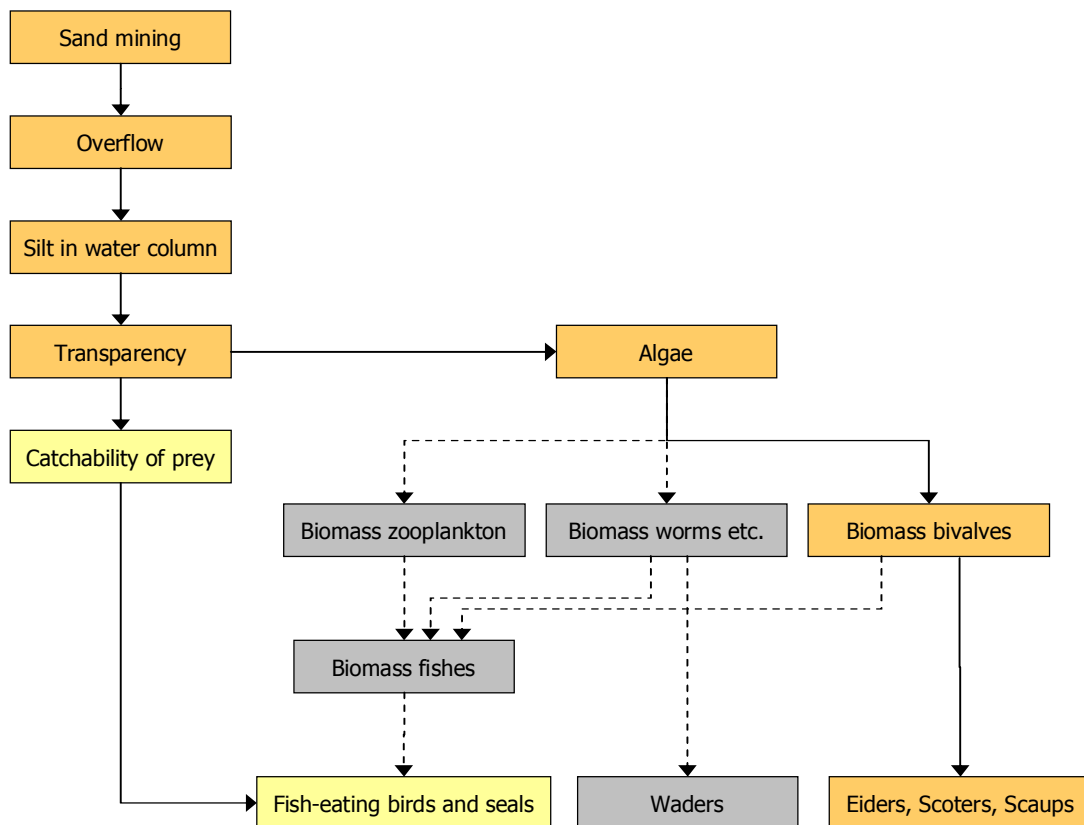 Sand mining
Overflow
Silt in water column
Transparency
Algae
Catchability of prey
Biomass zooplankton
Biomass worms etc.
Biomass bivalves
Biomass fishes
Fish-eating birds and seals
Waders
Eiders, Scoters, Scaups